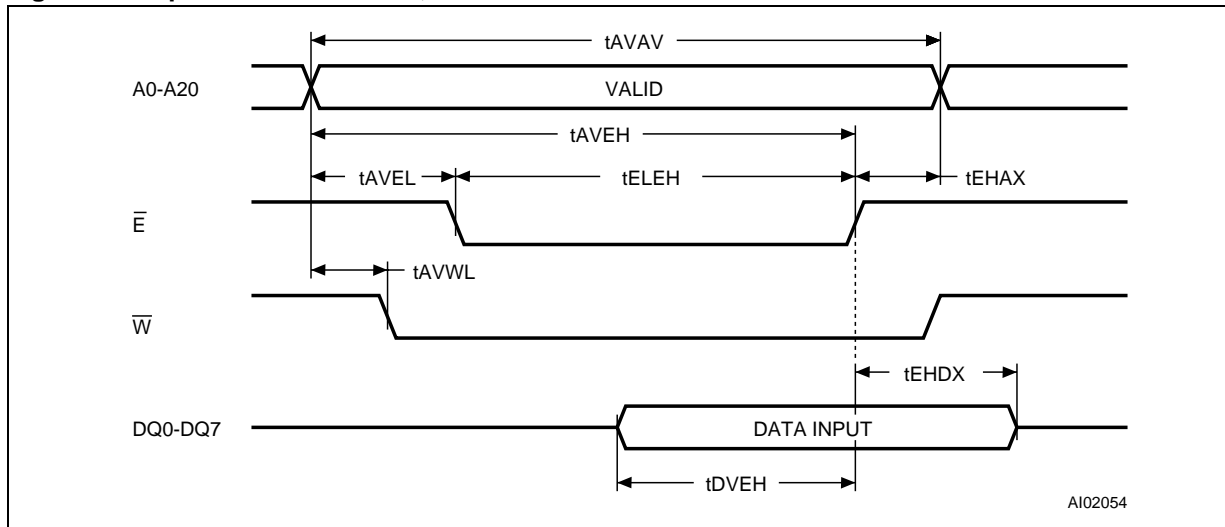 tAVAV
A0-A20
VALID
tAVEH
tAVEL
tELEH
tEHAX
E̅
tAVWL
W̅
tEHDX
DQ0-DQ7
DATA INPUT
tDVEH
AI02054